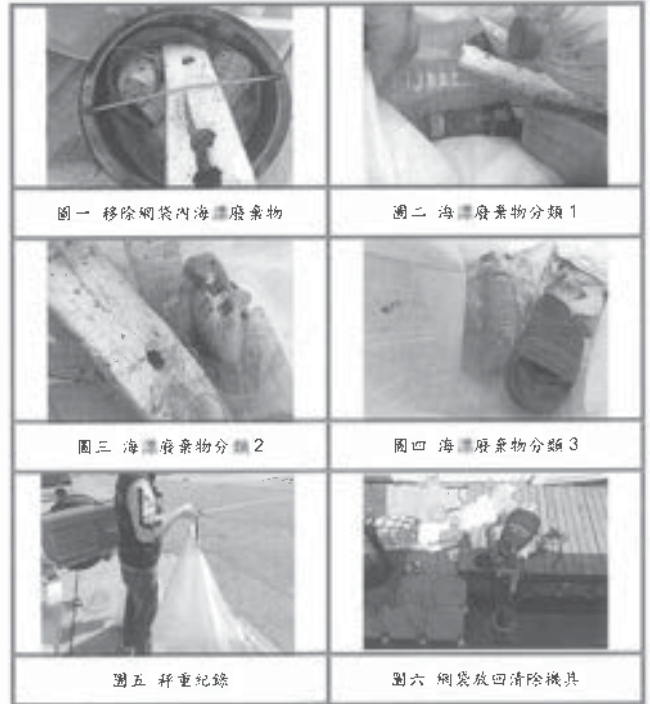 圖一 移除網袋內海廢棄物
圖二 海廢棄物分類 1
圖三 海廢棄物分 2
圖四 海廢棄物分類 3
圖五 秤重紀錄
圖六 網袋放回清除機具